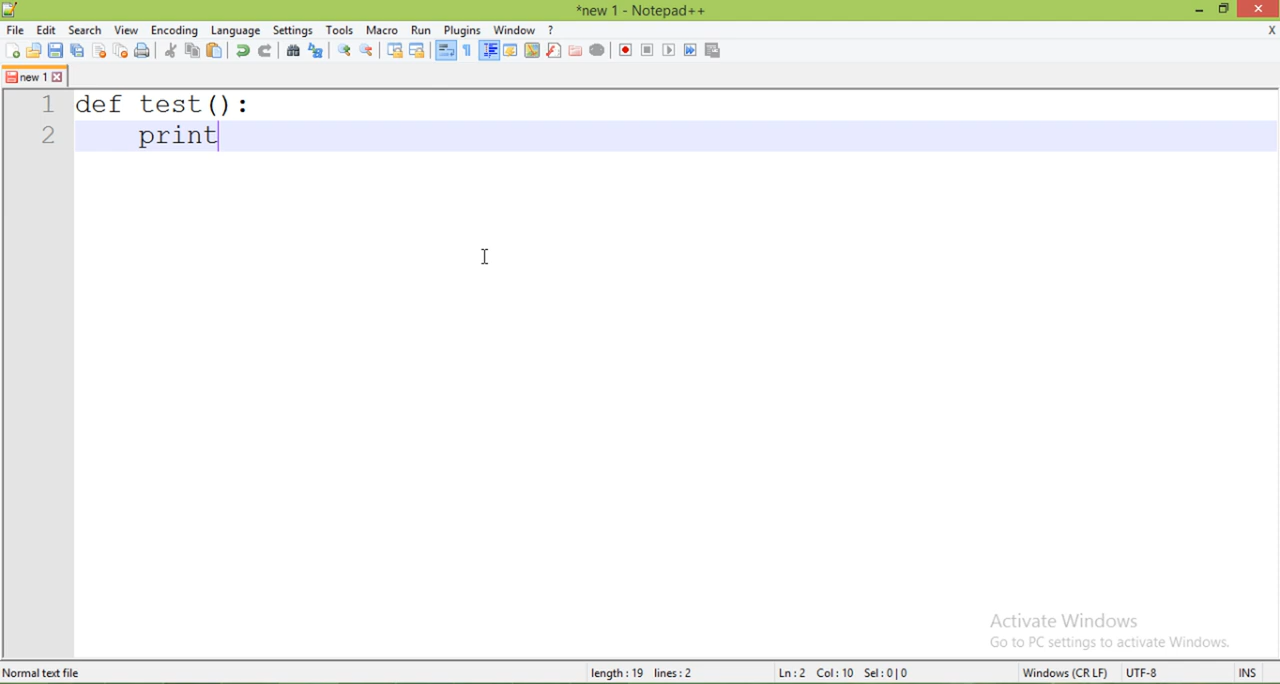 *new 1 - Notepad++
File Edit Search View Encoding Language Settings Tools Macro Run Plugins Window ? X
new 1
1 def test():
2     print
Activate Windows
Go to PC settings to activate Windows.
Normal text file length : 19 lines : 2 Ln : 2 Col : 10 Sel : 0 | 0 Windows (CR LF) UTF-8 INS